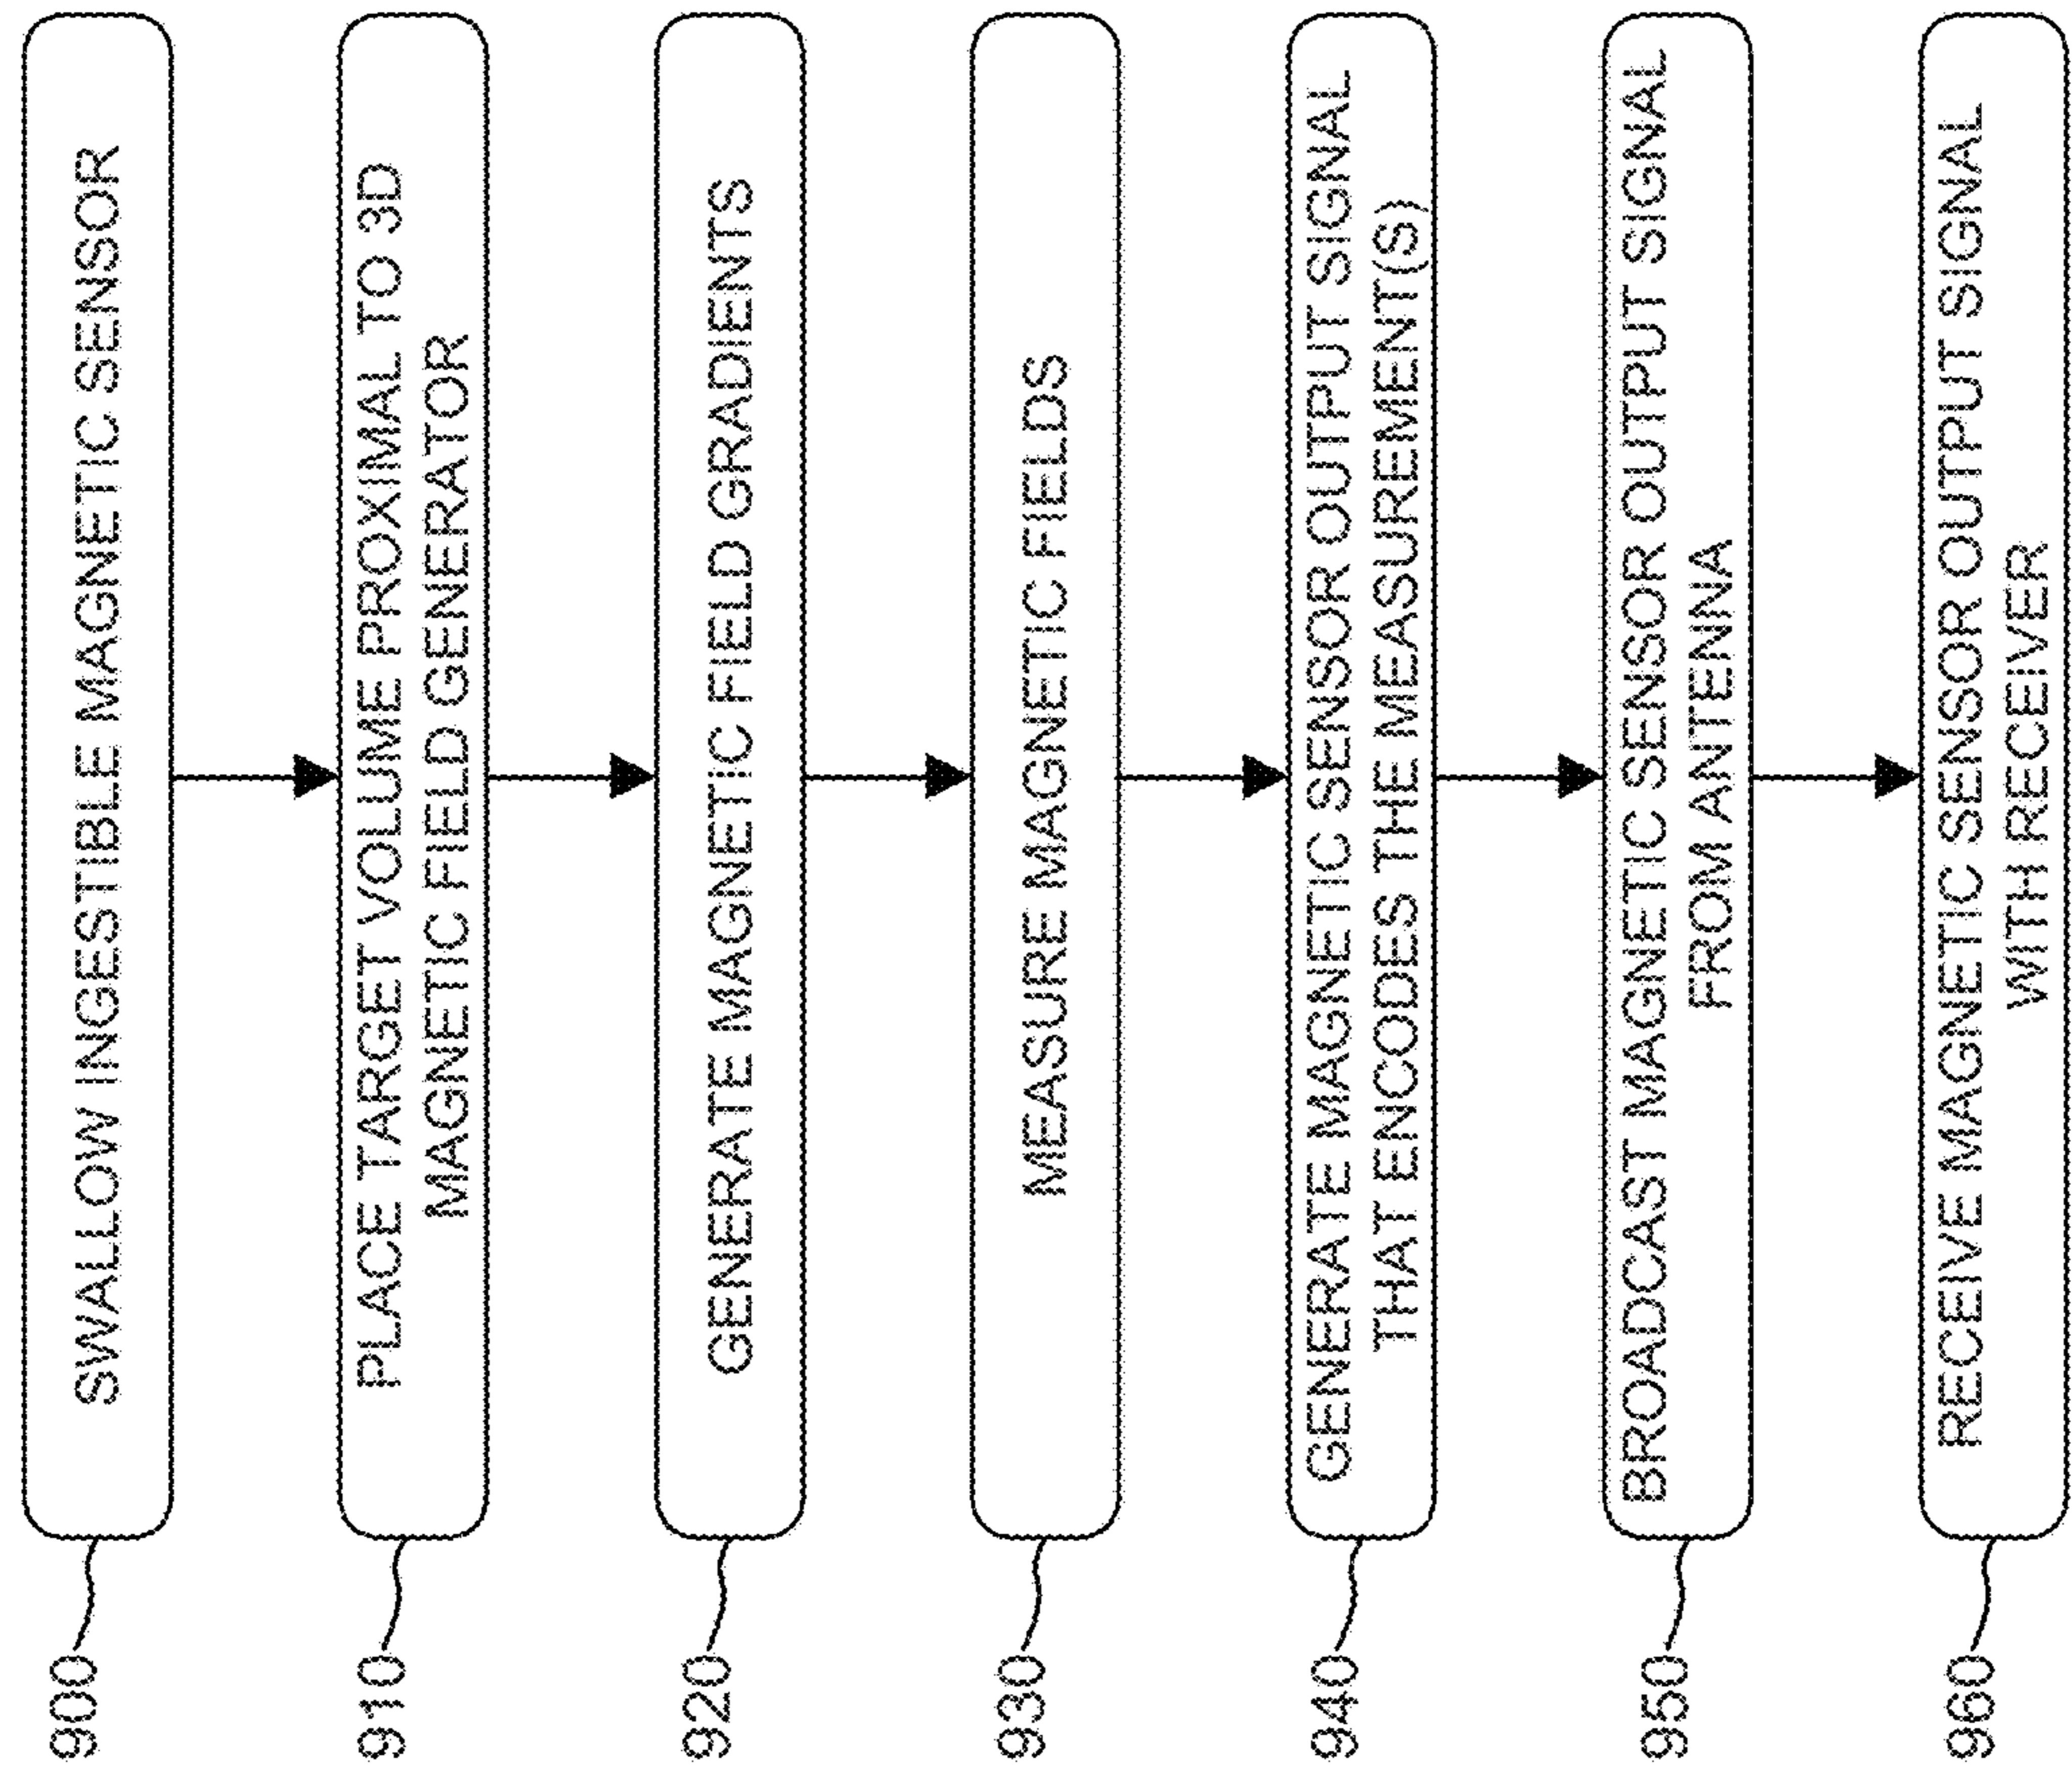 900
SWALLOW INGESTIBLE MAGNETIC SENSOR
910
PLACE TARGET VOLUME PROXIMAL TO 3D
MAGNETIC FIELD GENERATOR
920
GENERATE MAGNETIC FIELD GRADIENTS
930
MEASURE MAGNETIC FIELDS
940
GENERATE MAGNETIC SENSOR OUTPUT SIGNAL
THAT ENCODES THE MEASUREMENT(S)
950
BROADCAST MAGNETIC SENSOR OUTPUT SIGNAL
FROM ANTENNA
960
RECEIVE MAGNETIC SENSOR OUTPUT SIGNAL
WITH RECEIVER